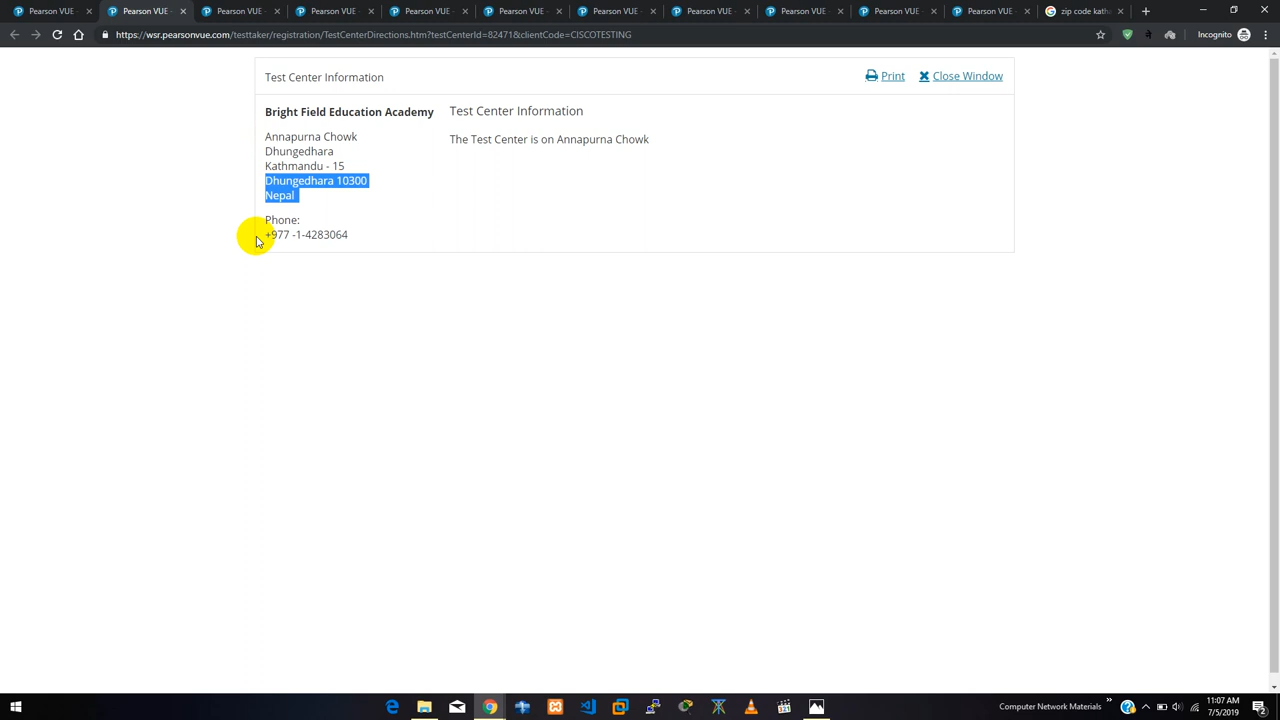 Pearson VUE -
Pearson VUE -
Pearson VUE -
Pearson VUE -
Pearson VUE -
Pearson VUE -
Pearson VUE -
Pearson VUE -
Pearson VUE -
Pearson VUE -
Pearson VUE -
zip code kath
https://wsr.pearsonvue.com/testtaker/registration/TestCenterDirections.htm?testCenterId=82471&clientCode=CISCOTESTING
Incognito
Test Center Information
Print
Close Window
Bright Field Education Academy
Annapurna Chowk
Dhungedhara
Kathmandu - 15
Dhungedhara 10300
Nepal
Phone:
+977 -1-4283064
Test Center Information
The Test Center is on Annapurna Chowk
Computer Network Materials
11:07 AM
7/5/2019
2